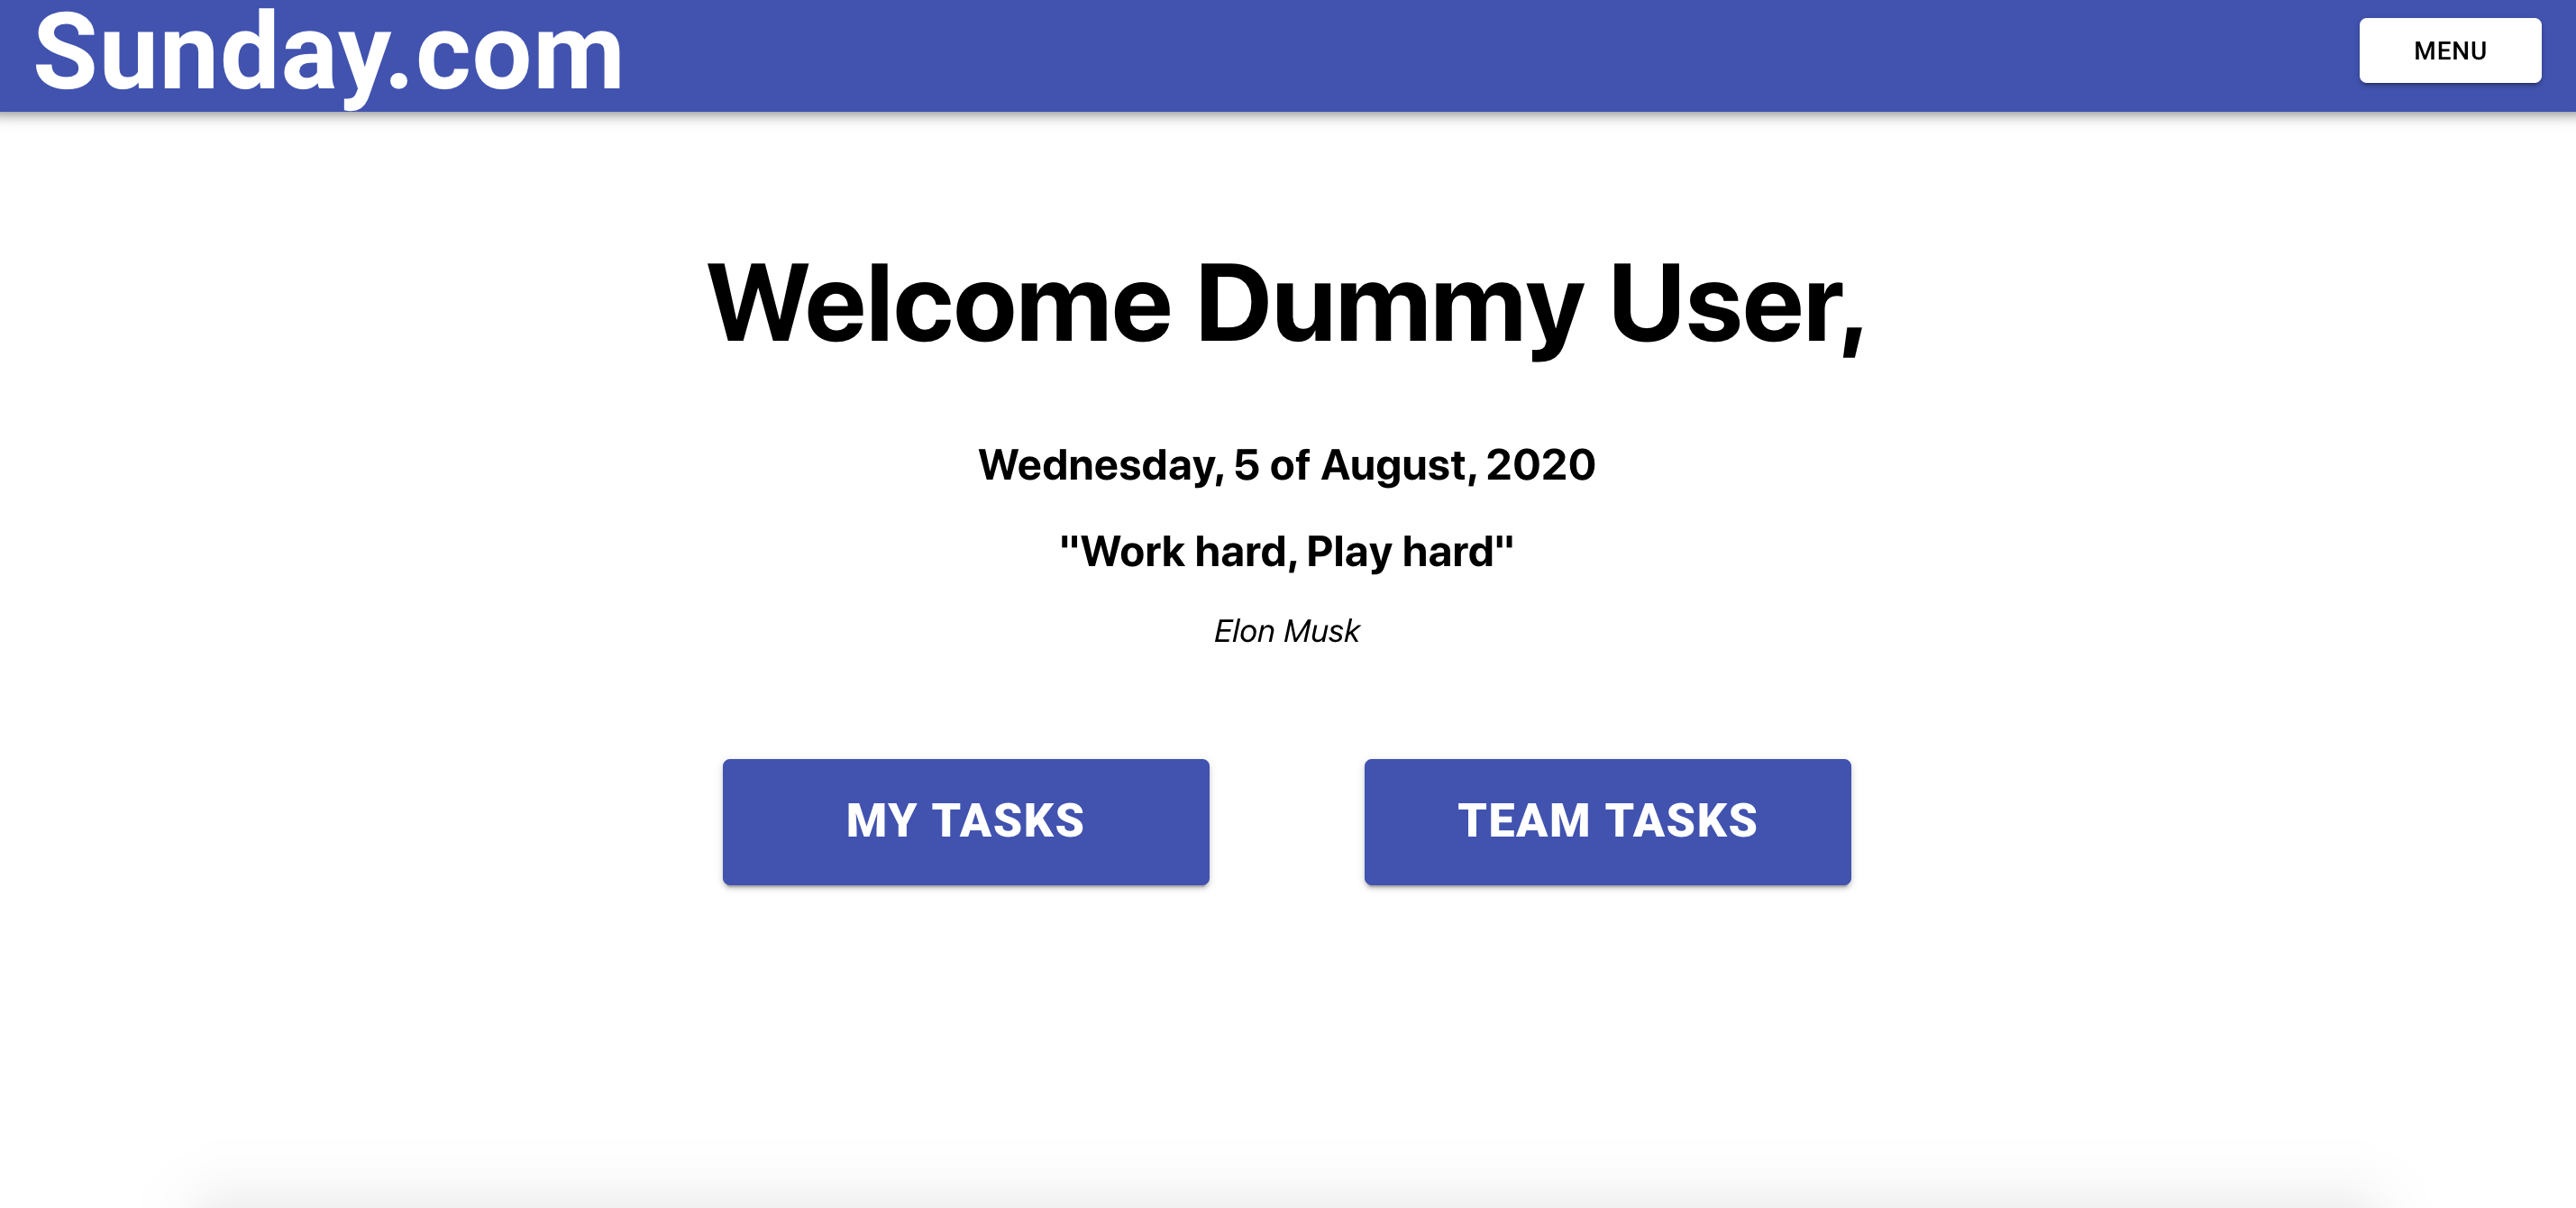 Sunday.com
MENU
Welcome Dummy User,
Wednesday, 5 of August, 2020
"Work hard, Play hard"
Elon Musk
MY TASKS
TEAM TASKS